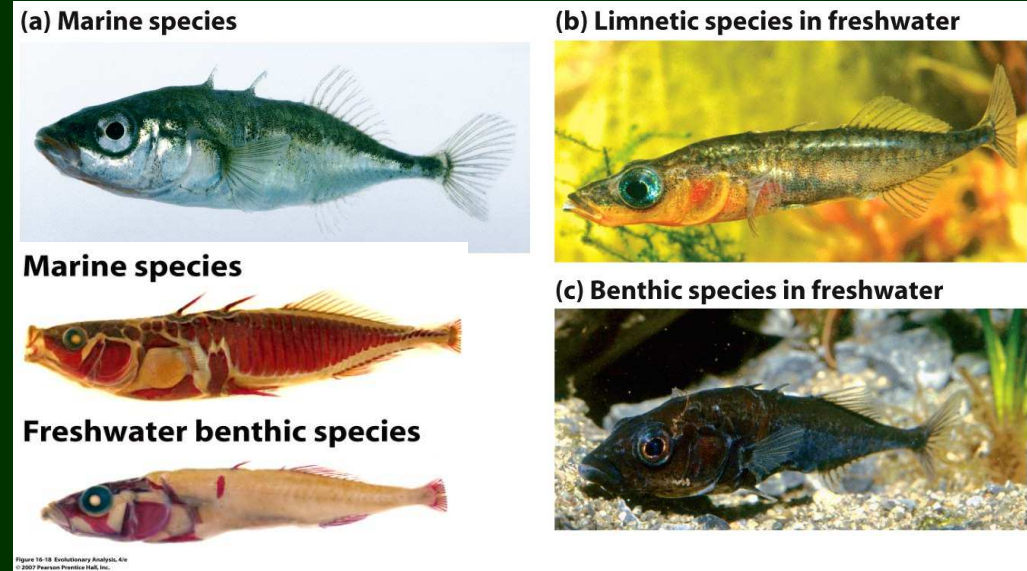 (a) Marine species
(b) Limnetic species in freshwater
Marine species
(c) Benthic species in freshwater
Freshwater benthic species
Figure 16-18 Evolutionary Analysis, 4/e
© 2007 Pearson Prentice Hall, Inc.